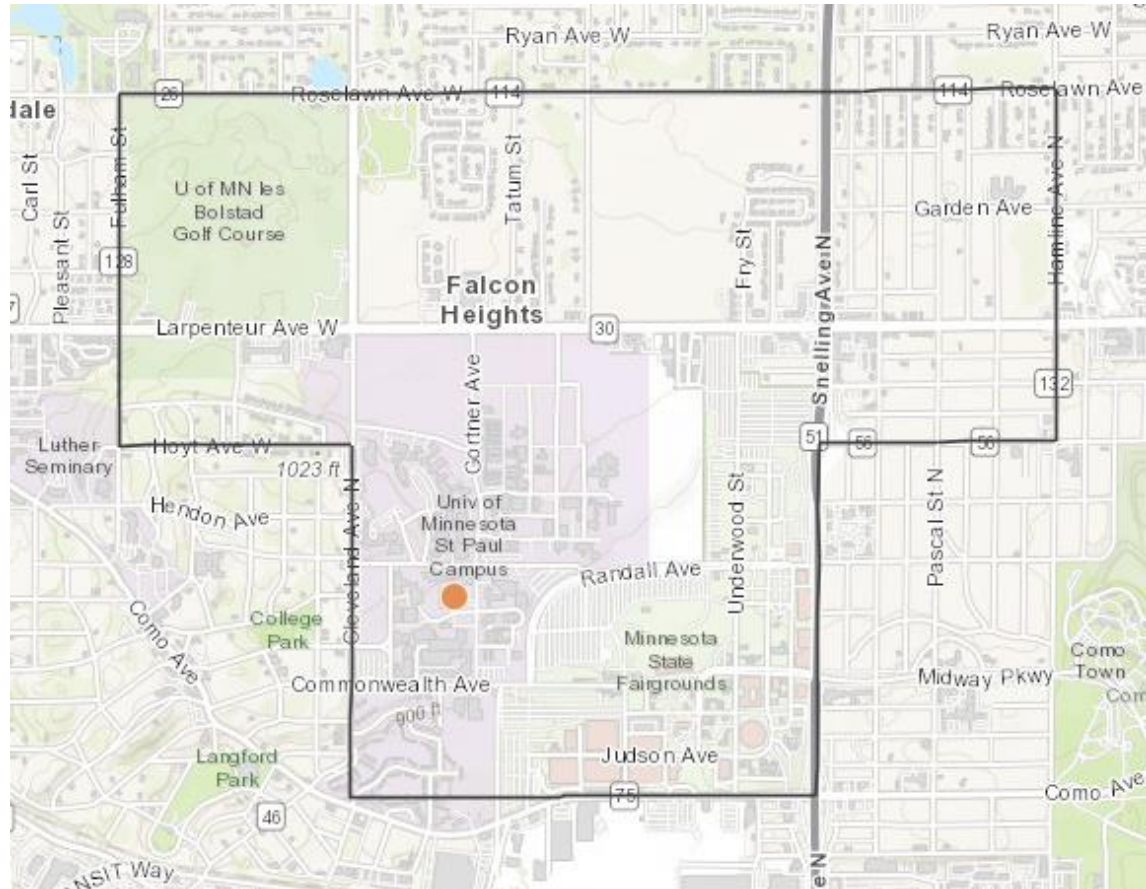 Ryan Ave W
Ryan Ave W
26
Roselawn Ave W
114
114
Roselawn Ave
dale
Carl St
Pleasant St
Fulham St
128
U of MN les
Bolstad
Golf Course
Tatum St
Fry St
Snelling Ave N
Garden Ave
Hamline Ave N
Falcon
Heights
Larpenteur Ave W
30
132
Luther
Seminary
Hoyt Ave W
1023 ft
Gortner Ave
51
56
56
Hendon Ave
Cleveland Ave N
Univ of
Minnesota
St Paul
Campus
Randall Ave
Underwood St
Pascal St N
Como Ave
College
Park
Minnesota
State
Fairgrounds
Como
Town
Com
Commonwealth Ave
Midway Pkwy
900 ft
Langford
Park
Judson Ave
75
46
Como Ave
NSIT Way
e N